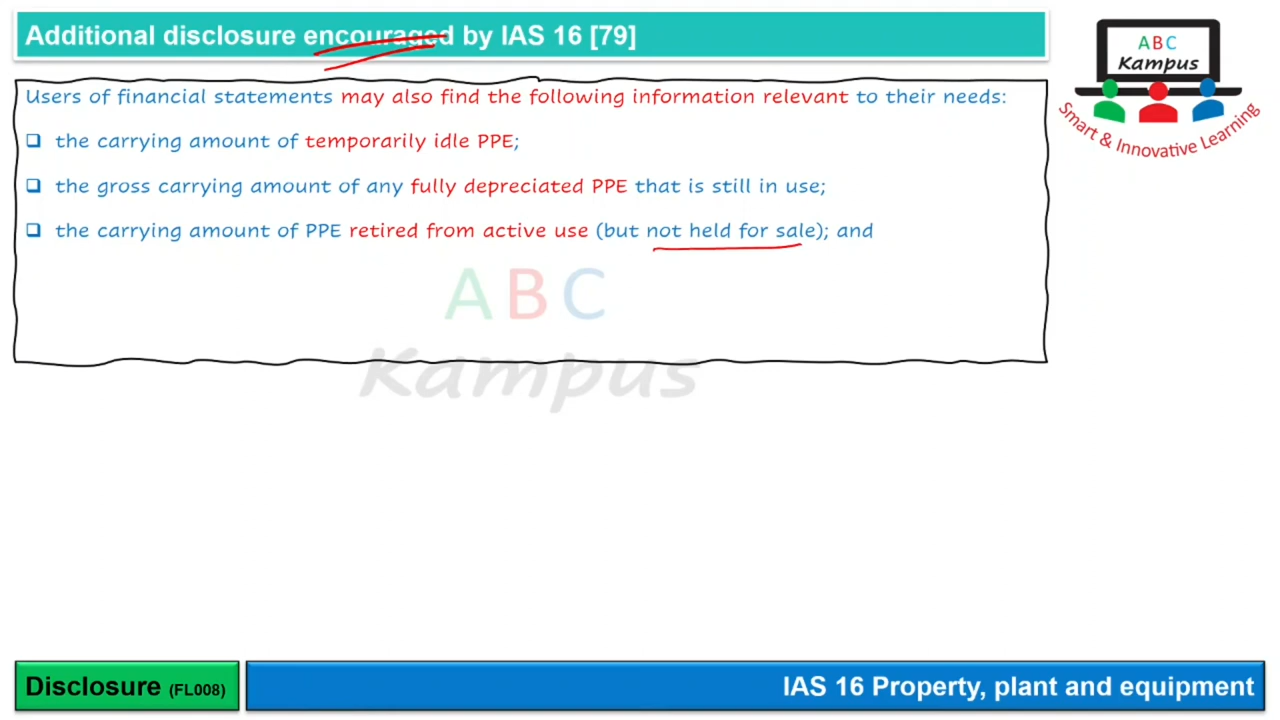 Additional disclosure encouraged by IAS 16 [79]
A B C
Kampus
Smart & Innovative Learning
Users of financial statements may also find the following information relevant to their needs:
❑ the carrying amount of temporarily idle PPE;
❑ the gross carrying amount of any fully depreciated PPE that is still in use;
❑ the carrying amount of PPE retired from active use (but not held for sale); and
A B C
Kampus
Disclosure (FL008)
IAS 16 Property, plant and equipment